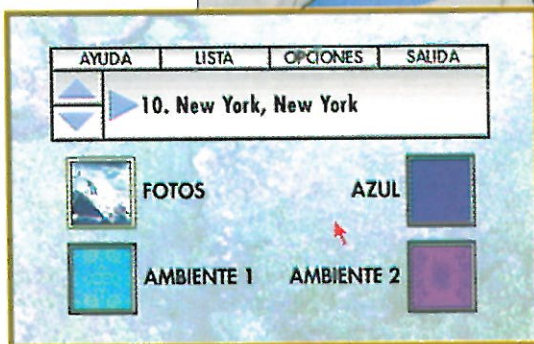 AYUDA LISTA OPCIONES SALIDA
10. New York, New York
FOTOS AZUL
AMBIENTE 1 AMBIENTE 2